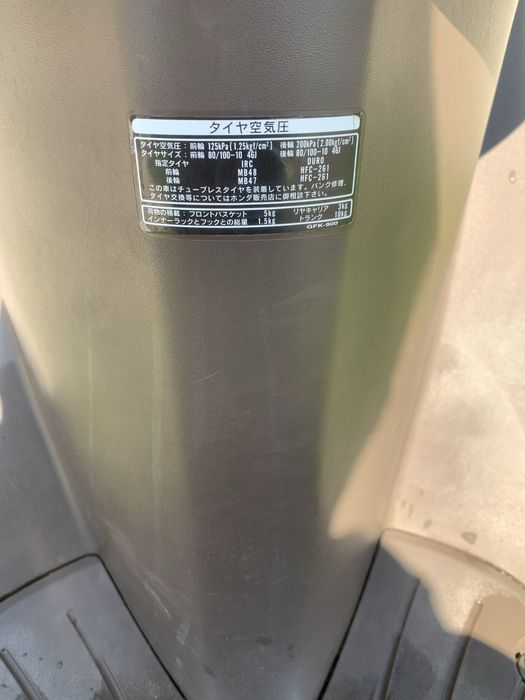 タイヤ空気圧
タイヤ空気圧：前輪 125kPa{1.25kgf/cm²} 後輪 200kPa{2.00kgf/cm²}
タイヤサイズ：前輪 80/100-10 46J 後輪 80/100-10 46J
指定タイヤ IRC DURO
前輪 MB48 HFC-261
後輪 MB47 HFC-261
この車はチューブレスタイヤを装着しています。パンク修理、
タイヤ交換等についてはホンダ販売店に御相談下さい。
荷物の積載：フロントバスケット 5kg リヤキャリア 3kg
インナーラックとフックとの総量 1.5kg トランク 10kg
GFK-900